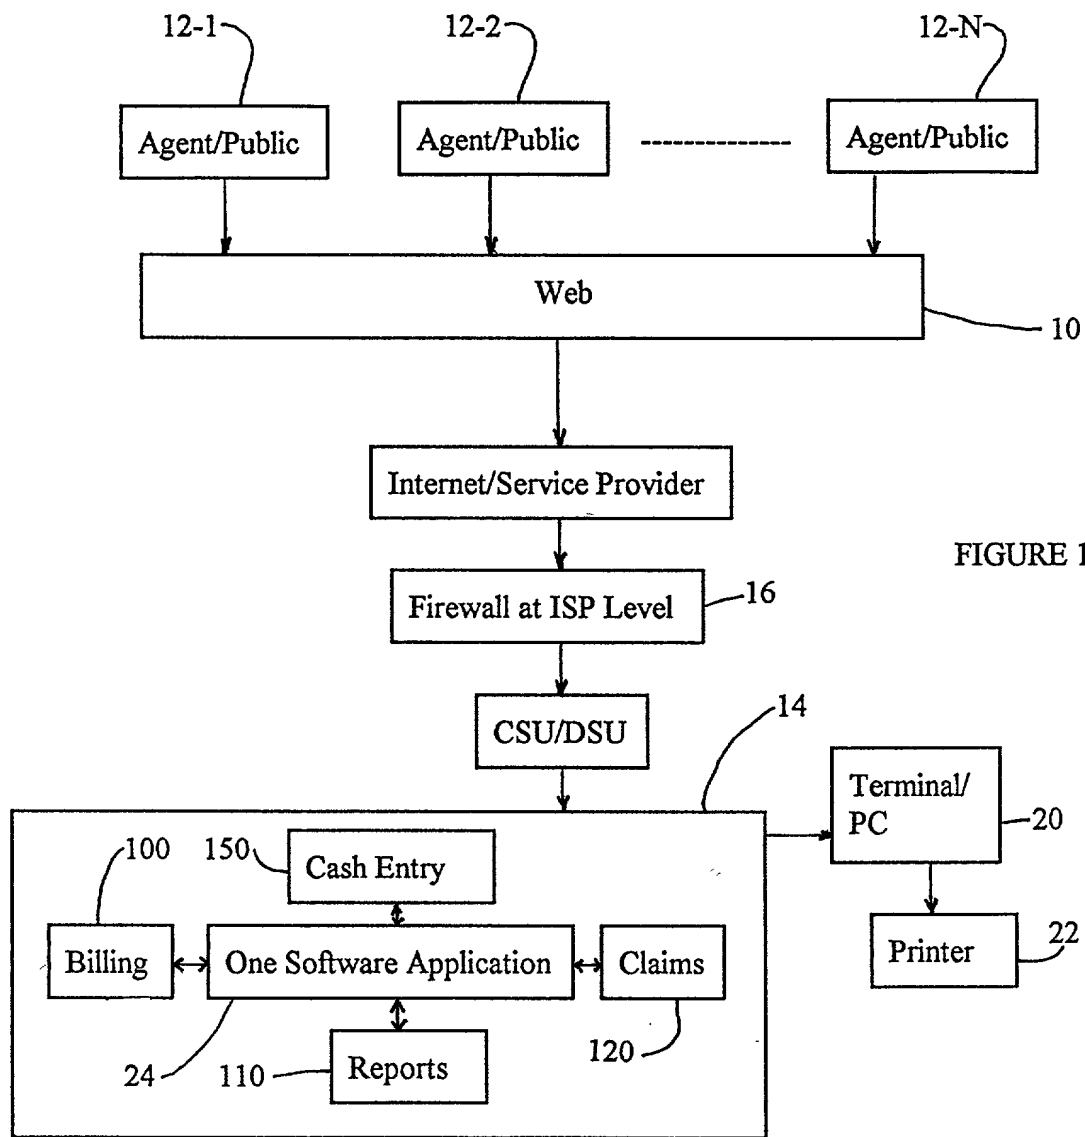 12-1
12-2
12-N
Agent/Public
Agent/Public
Agent/Public
Web
10
Internet/Service Provider
FIGURE 1
Firewall at ISP Level
16
CSU/DSU
14
Terminal/
PC
20
100
150
Cash Entry
Billing
One Software Application
Claims
Printer
22
24
110
Reports
120